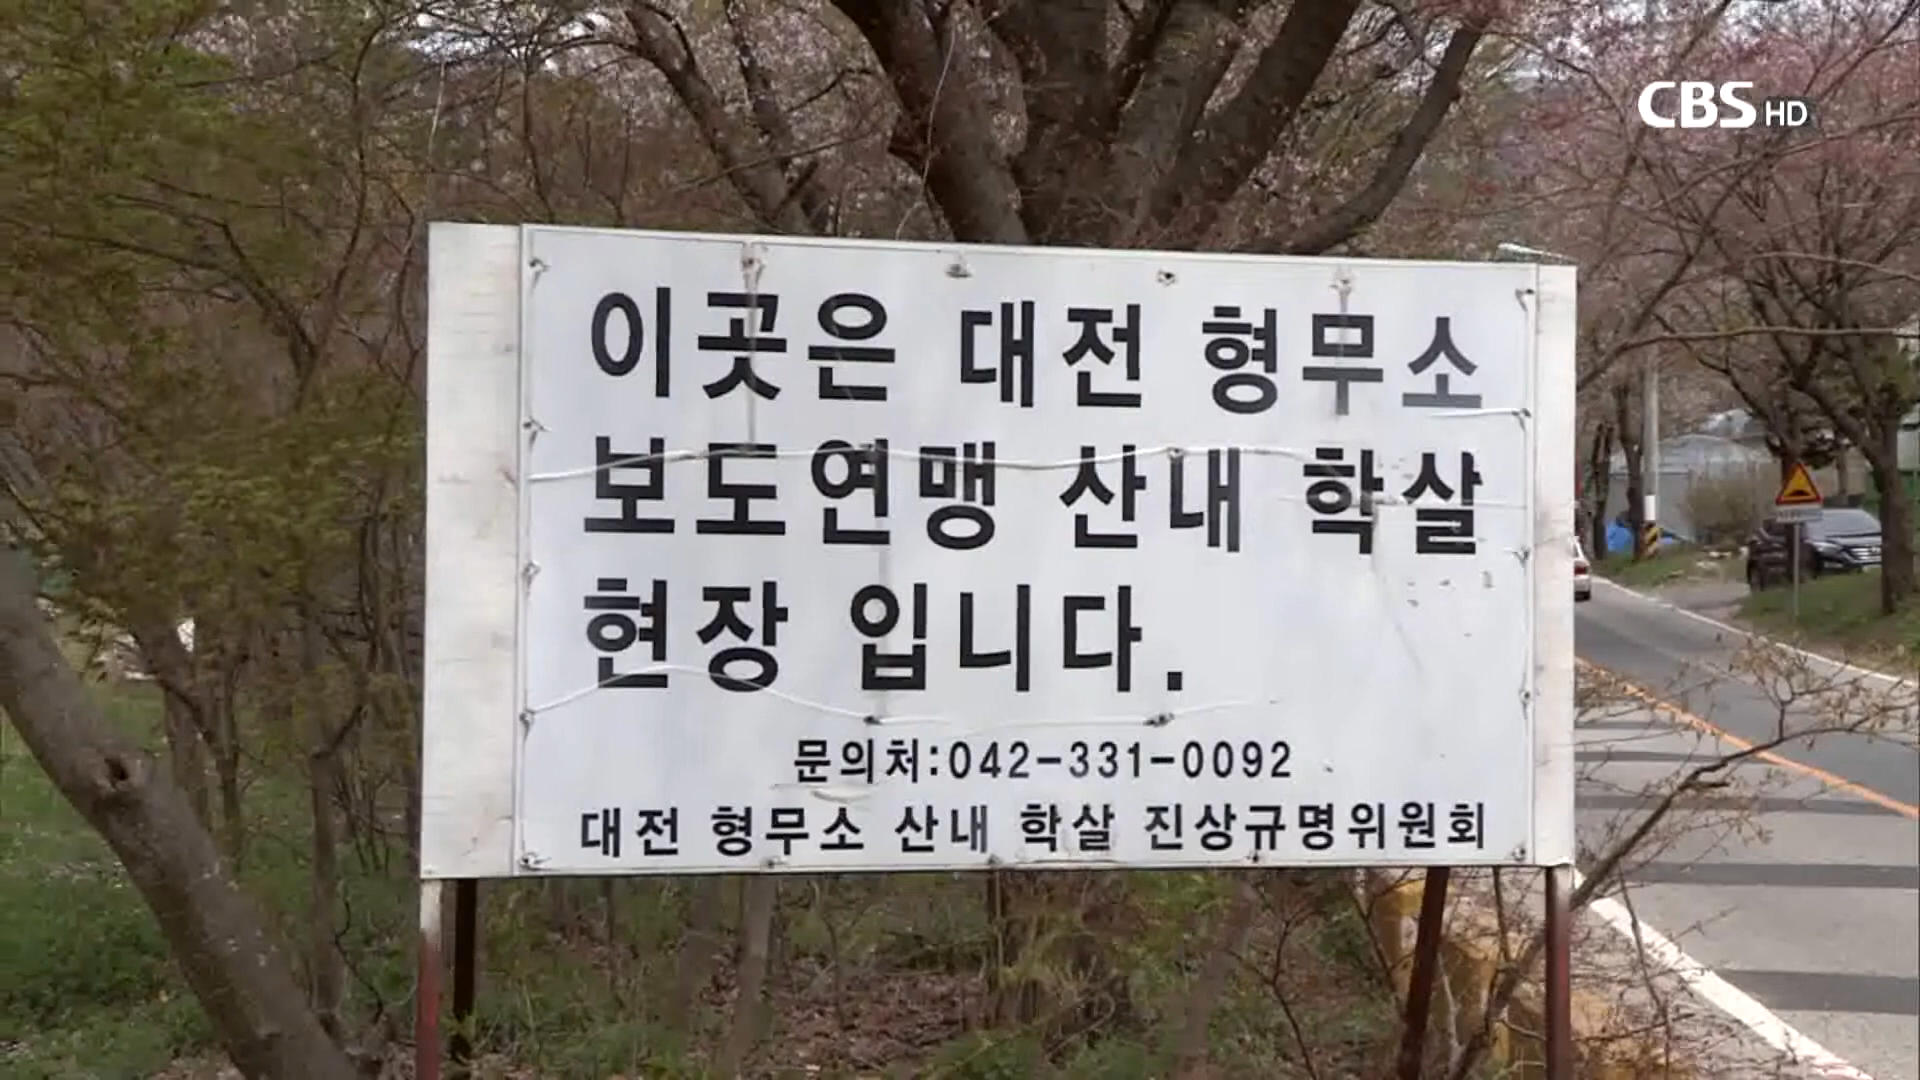 CBS HD
이곳은 대전 형무소
보도연맹 산내 학살
현장 입니다.
문의처:042-331-0092
대전 형무소 산내 학살 진상규명위원회